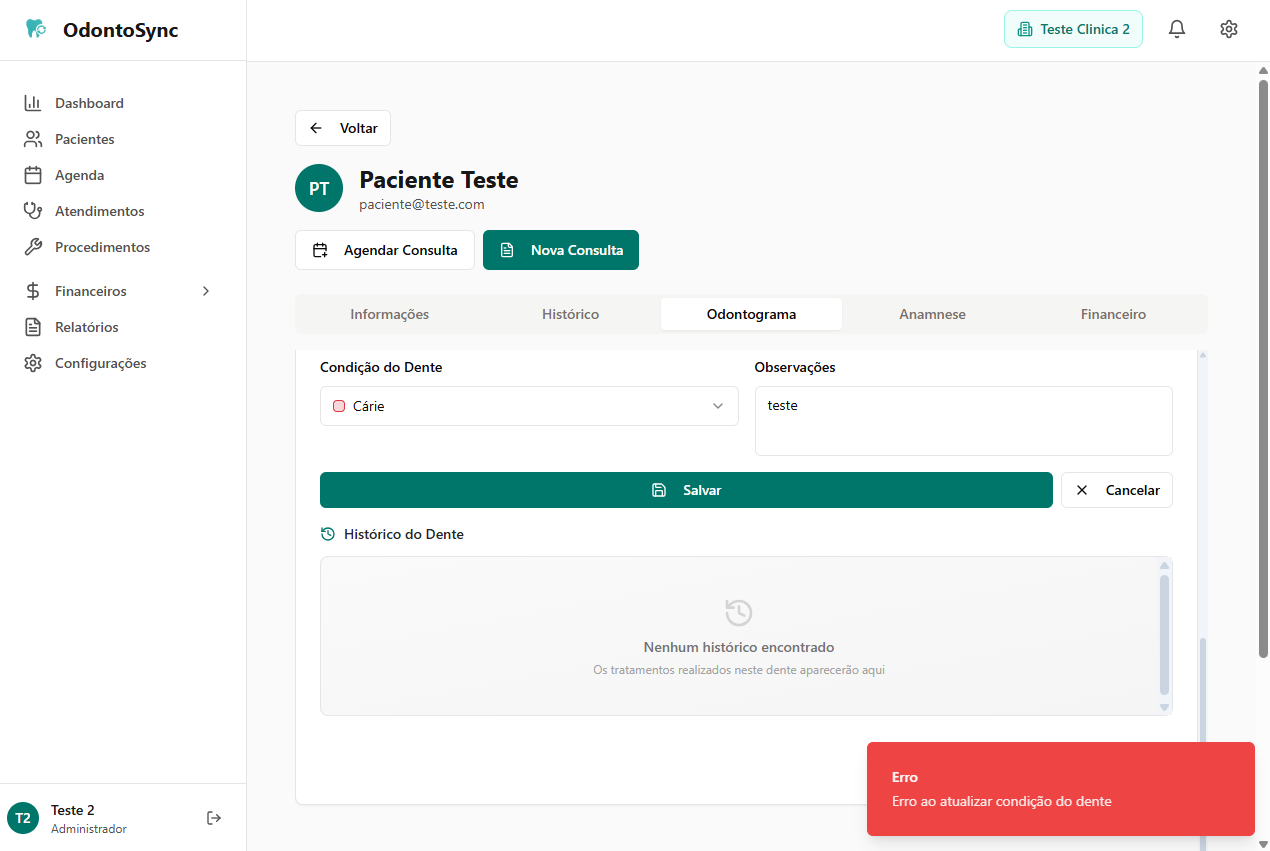 OdontoSync
Teste Clinica 2
Dashboard
Pacientes
Agenda
Atendimentos
Procedimentos
Financeiros
Relatórios
Configurações
Voltar
PT
Paciente Teste
paciente@teste.com
Agendar Consulta
Nova Consulta
Informações
Histórico
Odontograma
Anamnese
Financeiro
Condição do Dente
Observações
Cárie
teste
Salvar
Cancelar
Histórico do Dente
Nenhum histórico encontrado
Os tratamentos realizados neste dente aparecerão aqui
Erro
Erro ao atualizar condição do dente
T2
Teste 2
Administrador